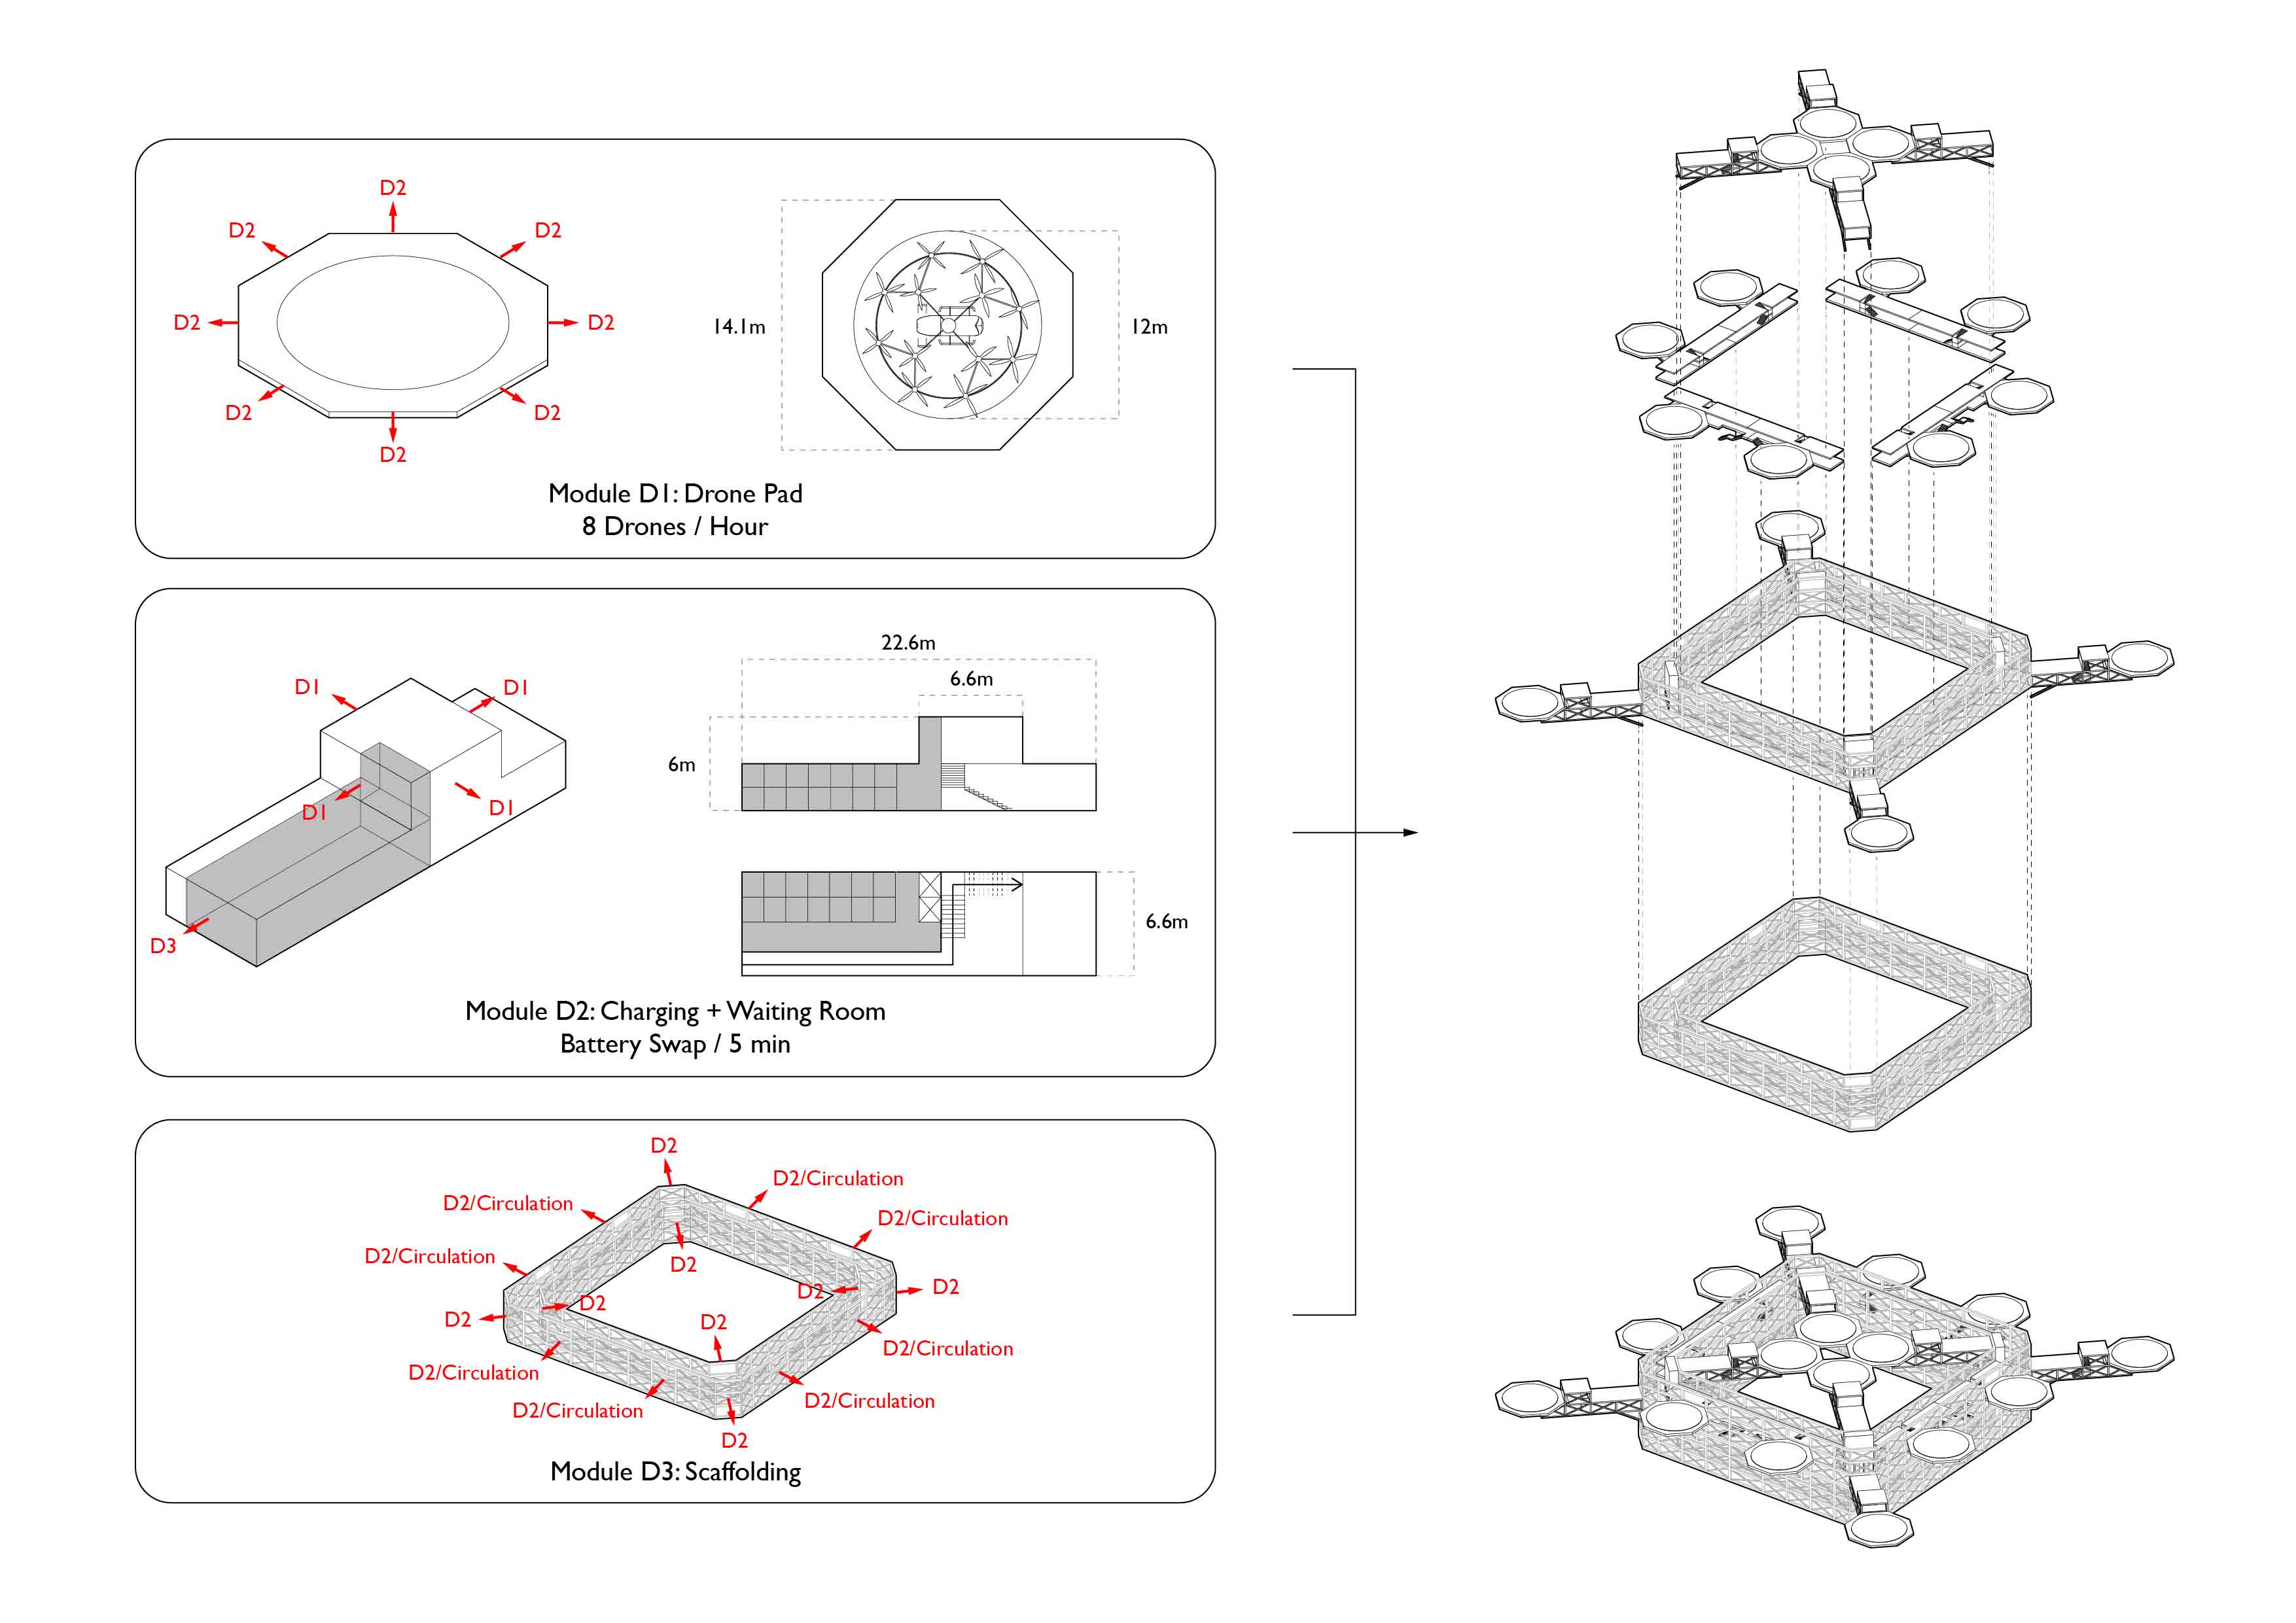 D2
D2
D2
D2
D2
D2
D2
D2
14.1m
12m
Module D1: Drone Pad
8 Drones / Hour
22.6m
6.6m
D1
D1
6m
D1
D1
D3
6.6m
Module D2: Charging + Waiting Room
Battery Swap / 5 min
D2
D2/Circulation
D2/Circulation
D2/Circulation
D2/Circulation
D2
D2
D2
D2
D2
D2
D2/Circulation
D2/Circulation
D2/Circulation
D2/Circulation
D2
Module D3: Scaffolding